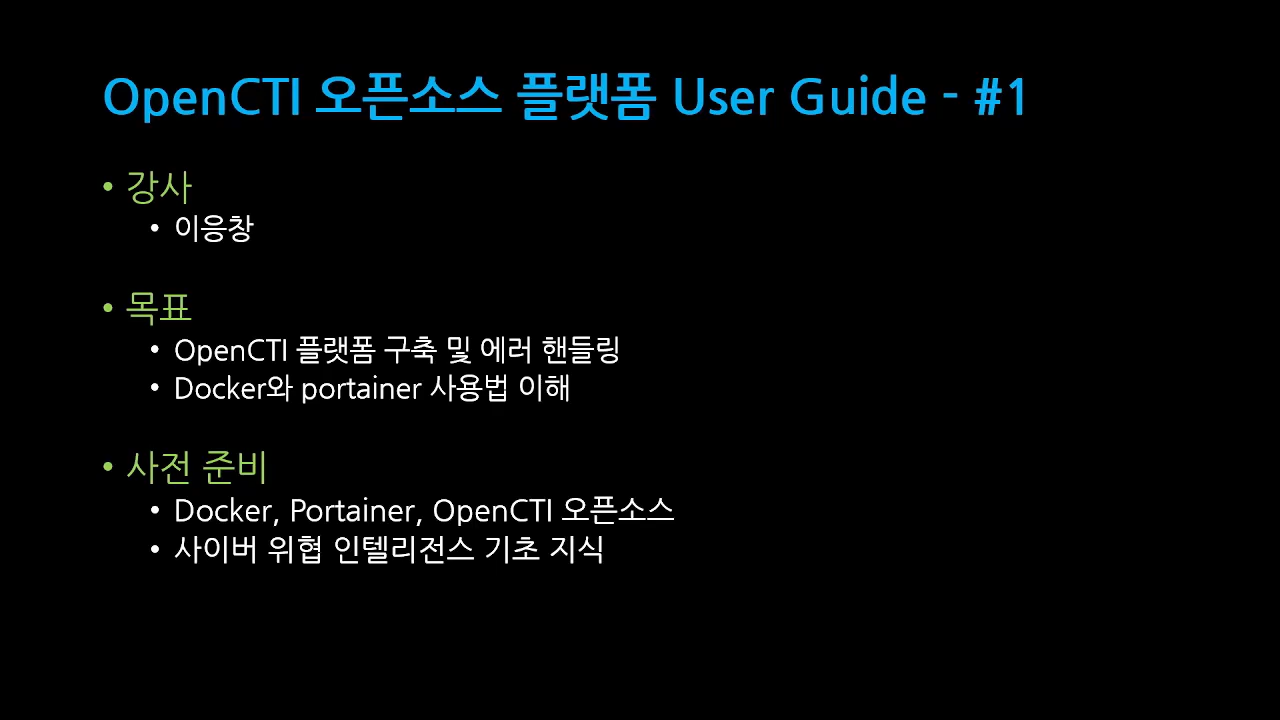 OpenCTI 오픈소스 플랫폼 User Guide - #1
• 강사
• 이응창
• 목표
• OpenCTI 플랫폼 구축 및 에러 핸들링
• Docker와 portainer 사용법 이해
• 사전 준비
• Docker, Portainer, OpenCTI 오픈소스
• 사이버 위협 인텔리전스 기초 지식